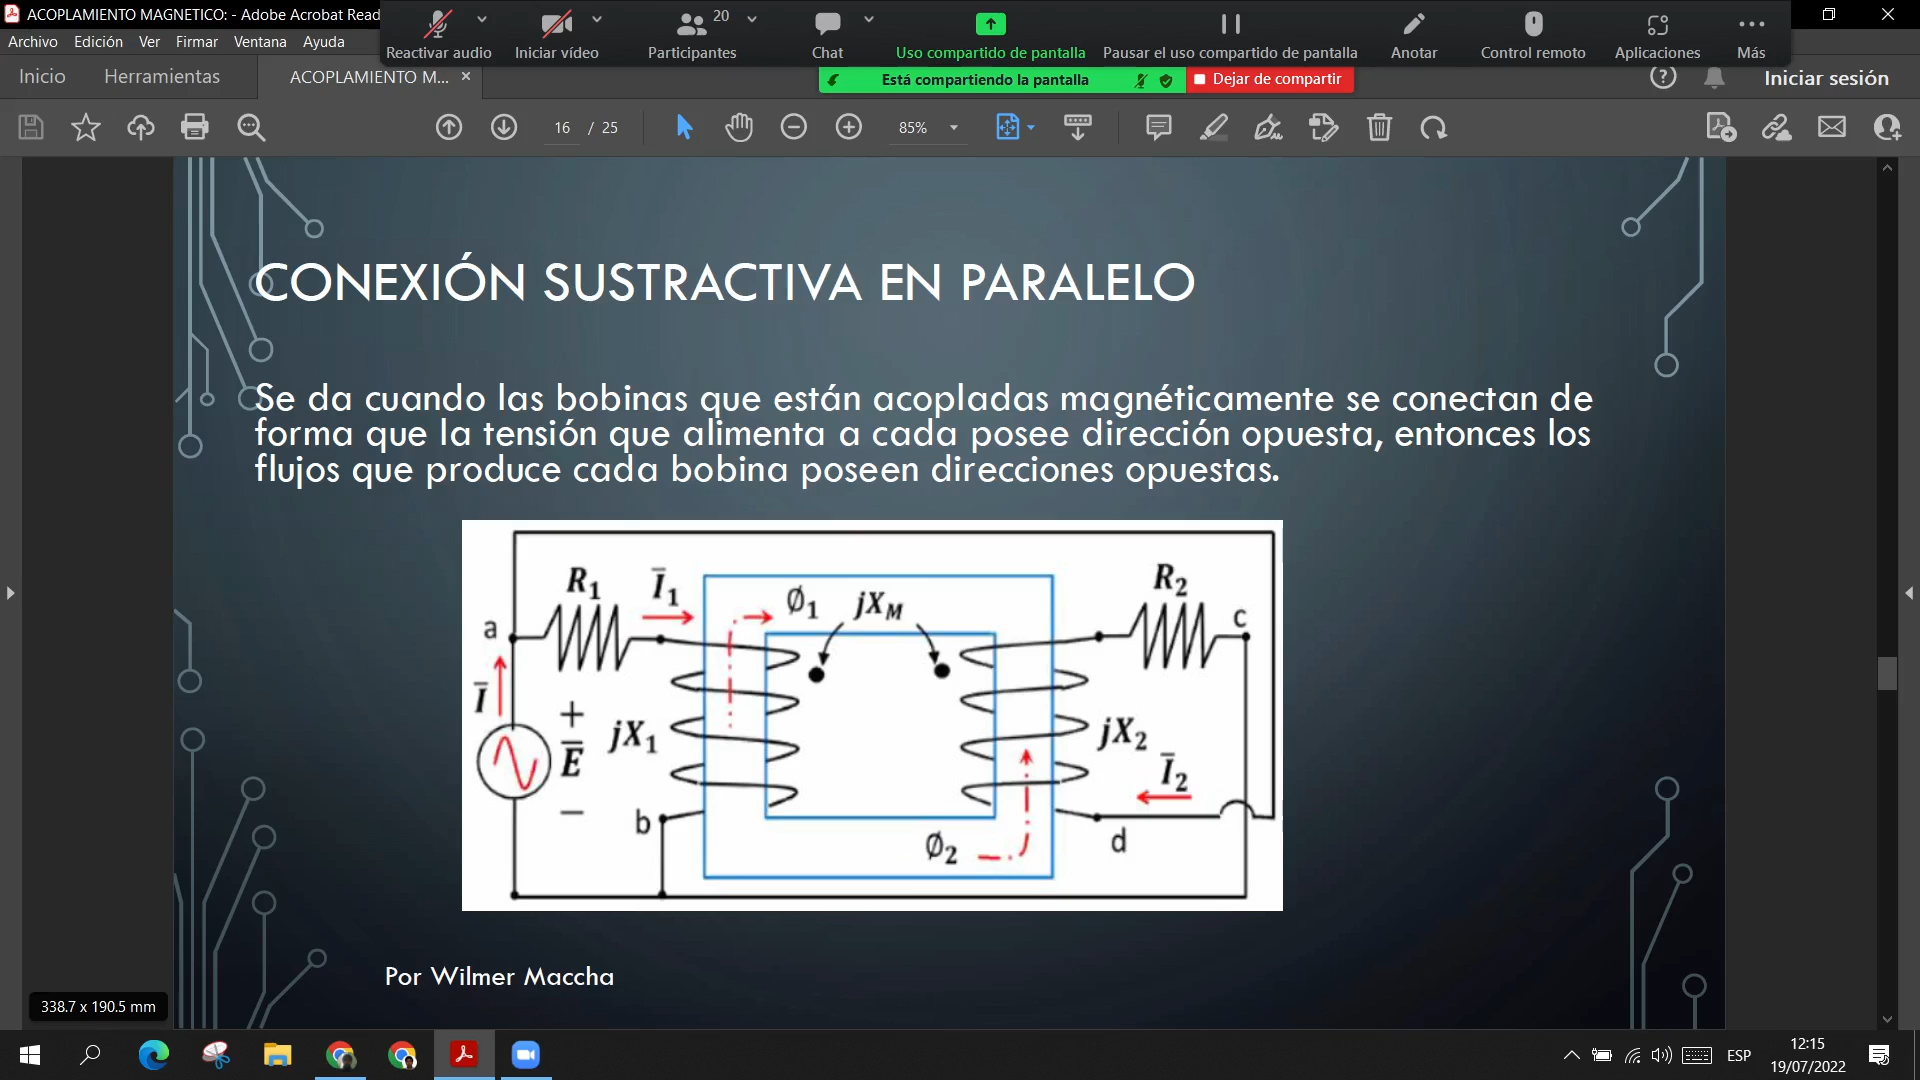 ACOPLAMIENTO MAGNETICO: - Adobe Acrobat Read
Archivo Edición Ver Firmar Ventana Ayuda
Reactivar audio Iniciar vídeo Participantes 20 Chat Uso compartido de pantalla Pausar el uso compartido de pantalla Anotar Control remoto Aplicaciones Más
Está compartiendo la pantalla Dejar de compartir
Inicio Herramientas ACOPLAMIENTO M... × Iniciar sesión
16 / 25 85%
CONEXIÓN SUSTRACTIVA EN PARALELO
Se da cuando las bobinas que están acopladas magnéticamente se conectan de
forma que la tensión que alimenta a cada posee dirección opuesta, entonces los
flujos que produce cada bobina poseen direcciones opuestas.
R₁ Ī₁ Ø₁ jX_M R₂
a c
Ī + Ē − jX₁ jX₂ Ī₂
b Ø₂ d
Por Wilmer Maccha
338.7 x 190.5 mm
ESP
12:15
19/07/2022